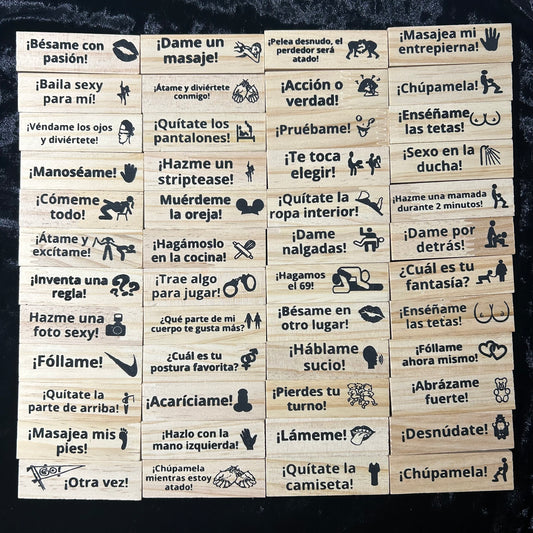 ¡Bésame con
pasión!
¡Baila sexy
para mí!
¡Véndame los ojos
y diviértete!
¡Manoséame!
¡Cómeme
todo!
¡Átame y
excítame!
¡Inventa una
regla!
Hazme una
foto sexy!
¡Fóllame!
¡Quítate la
parte de arriba!
¡Masajea mis
pies!
GO!
¡Otra vez!
¡Dame un
masaje!
¡Átame y diviértete
conmigo!
¡Quítate los
pantalones!
¡Hazme un
striptease!
Muérdeme
la oreja!
¡Hagámoslo
en la cocina!
¡Trae algo
para jugar!
¿Qué parte de mi
cuerpo te gusta más?
¿Cuál es tu
postura favorita?
¡Acaríciame!
¡Hazlo con la
mano izquierda!
¡Chúpamela
mientras estoy
atado!
¡Pelea desnudo, el
perdedor será
atado!
¡Acción o
verdad!
¡Pruébame!
¡Te toca
elegir!
¡Quítate la
ropa interior!
¡Dame
nalgadas!
¡Hagamos
el 69!
¡Bésame en
otro lugar!
¡Háblame
sucio!
¡Pierdes tu
turno!
¡Lámeme!
¡Quítate la
camiseta!
¡Masajea mi
entrepierna!
¡Chúpamela!
¡Enséñame
las tetas!
¡Sexo en la
ducha!
¡Hazme una mamada
durante 2 minutos!
¡Dame por
detrás!
¿Cuál es tu
fantasía?
¡Enséñame
las tetas!
¡Fóllame
ahora mismo!
¡Abrázame
fuerte!
¡Desnúdate!
¡Chúpamela!